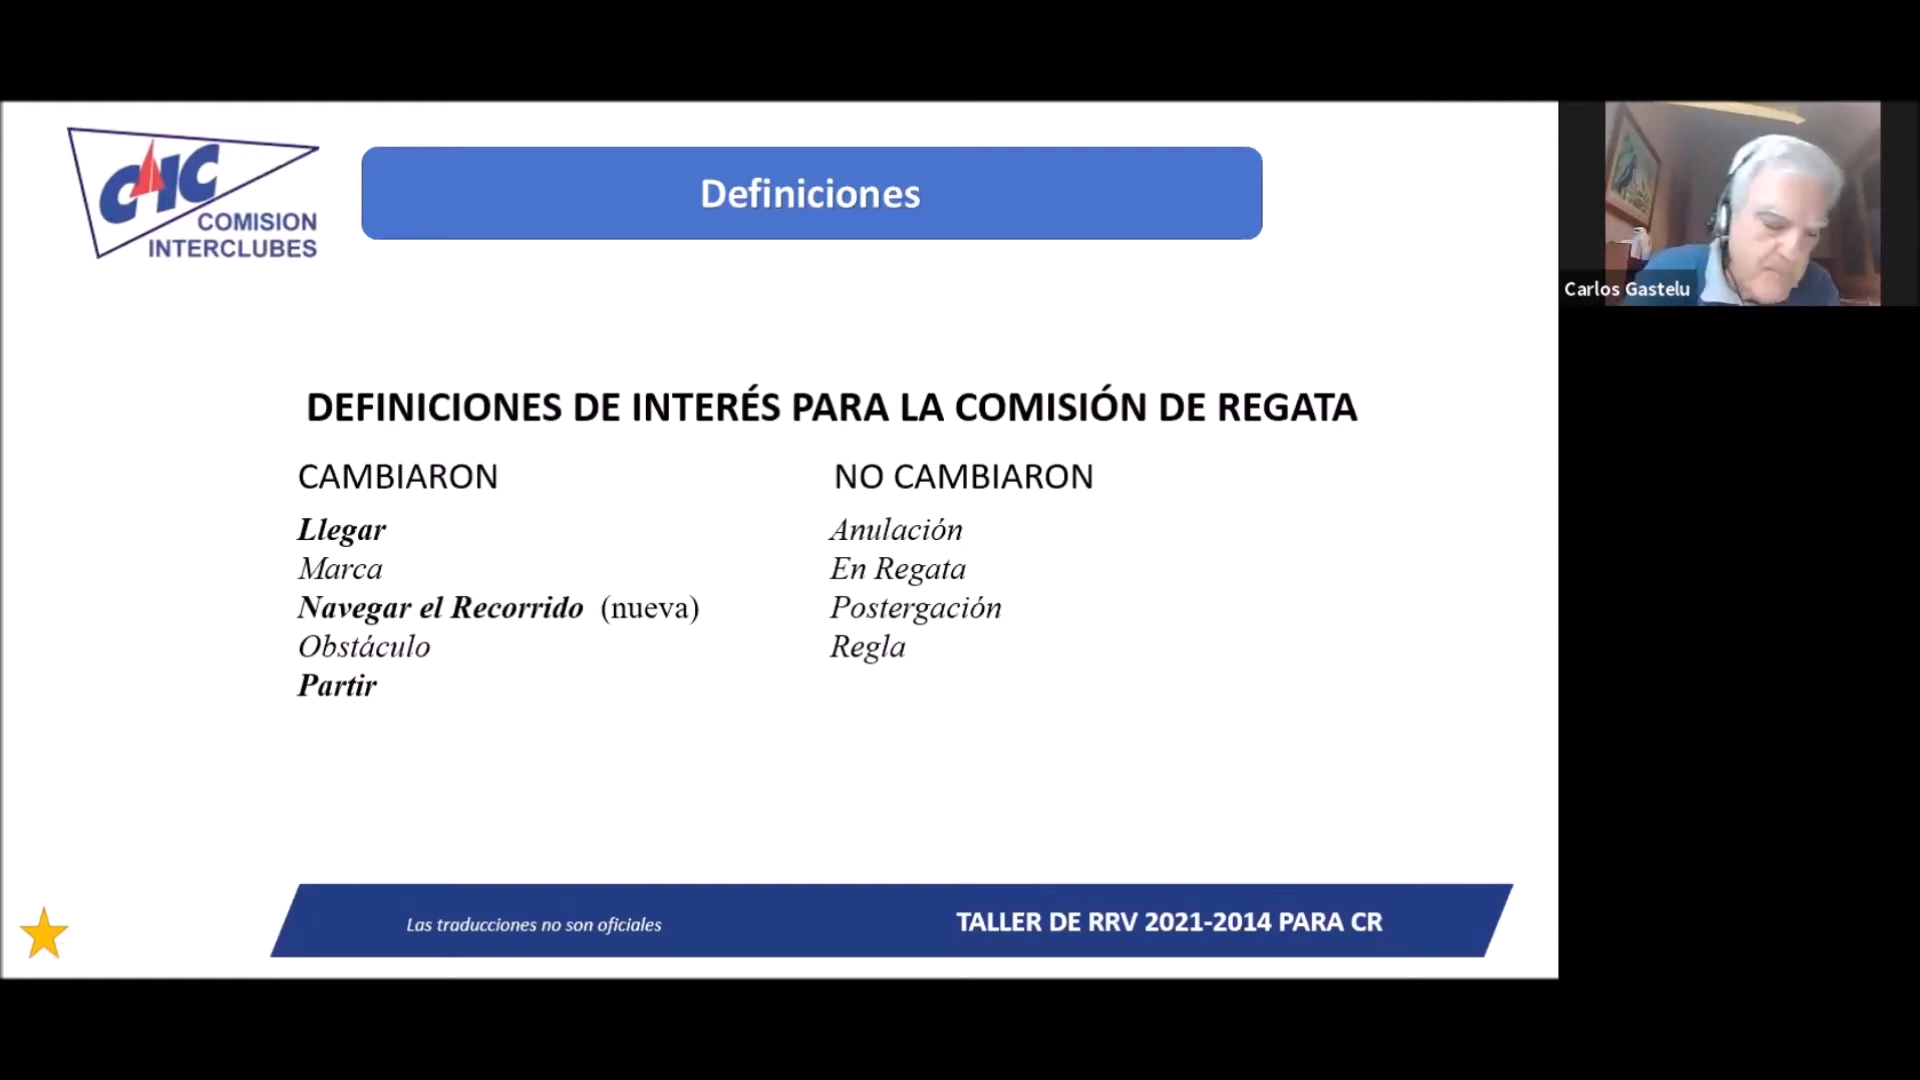 CIC
COMISION
INTERCLUBES
Definiciones
Carlos Gastelu
DEFINICIONES DE INTERÉS PARA LA COMISIÓN DE REGATA
CAMBIARON
Llegar
Marca
Navegar el Recorrido (nueva)
Obstáculo
Partir
NO CAMBIARON
Anulación
En Regata
Postergación
Regla
Las traducciones no son oficiales
TALLER DE RRV 2021-2014 PARA CR